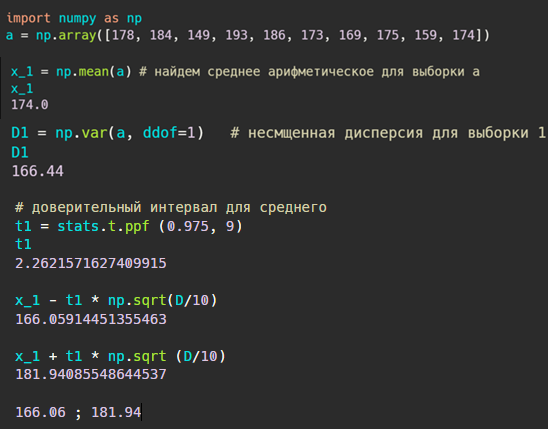 import numpy as np
a = np.array([178, 184, 149, 193, 186, 173, 169, 175, 159, 174])
x_1 = np.mean(a) # найдем среднее арифметическое для выборки a
x_1
174.0
D1 = np.var(a, ddof=1) # несмщенная дисперсия для выборки 1
D1
166.44
# доверительный интервал для среднего
t1 = stats.t.ppf (0.975, 9)
t1
2.2621571627409915
x_1 - t1 * np.sqrt(D/10)
166.05914451355463
x_1 + t1 * np.sqrt (D/10)
181.94085548644537
166.06 ; 181.94